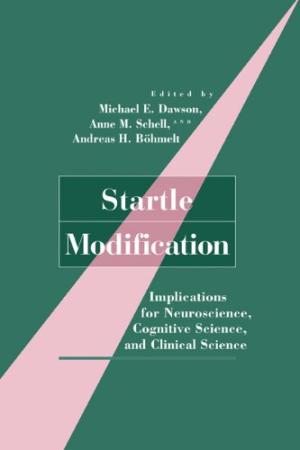 Edited by
Michael E. Dawson,
Anne M. Schell, AND
Andreas H. Böhmelt
Startle
Modification
Implications
for Neuroscience,
Cognitive Science,
and Clinical Science